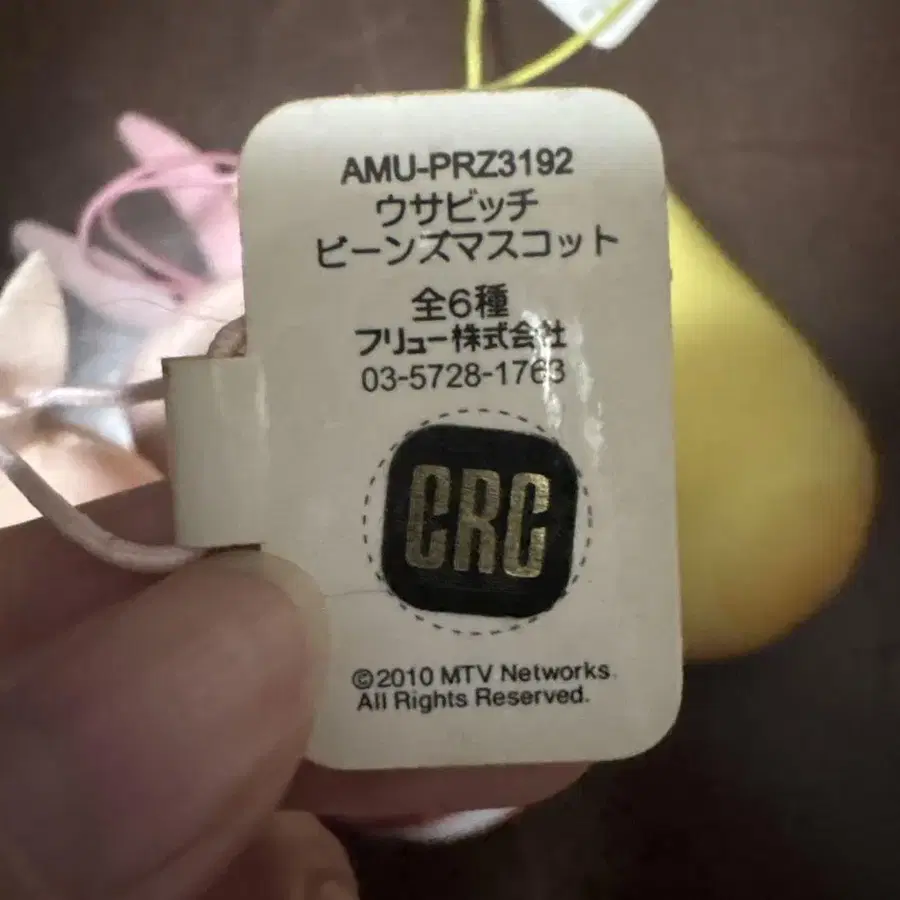 AMU-PRZ3192
ウサビッチ
ビーンズマスコット
全6種
フリュー株式会社
03-5728-1763
CRC
©2010 MTV Networks.
All Rights Reserved.